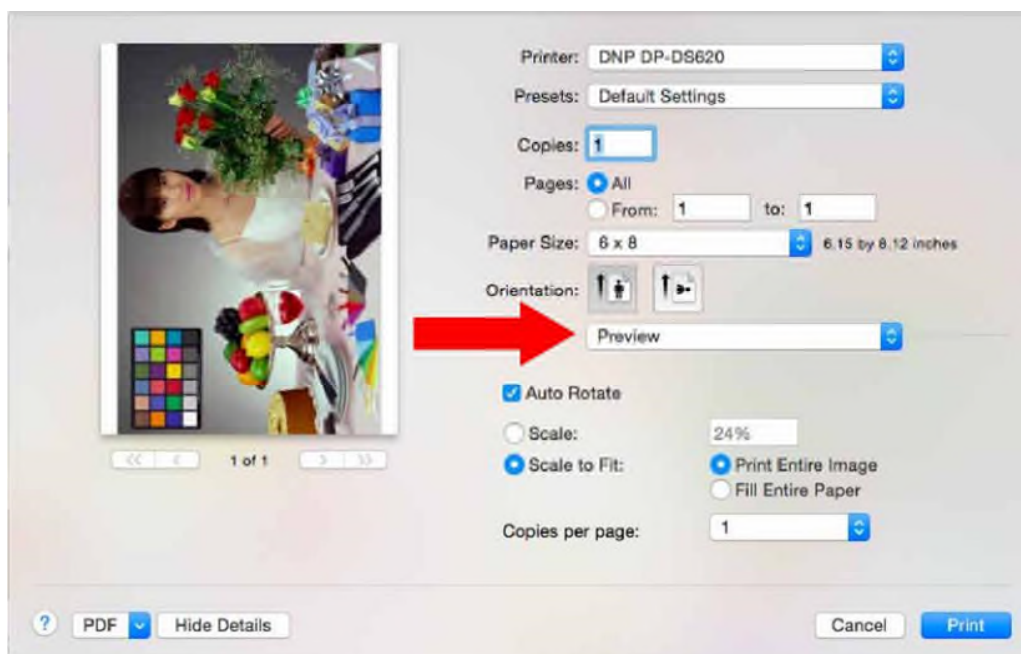 Printer: DNP DP-DS620
Presets: Default Settings
Copies: 1
Pages: All
From: 1 to: 1
Paper Size: 6 x 8 6.15 by 8.12 inches
Orientation:
Preview
Auto Rotate
Scale: 24%
Scale to Fit: Print Entire Image
Fill Entire Paper
Copies per page: 1
1 of 1
? PDF Hide Details Cancel Print